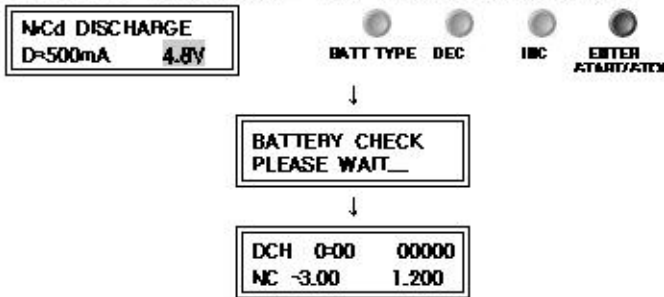 NiCd DISCHARGE
D=500mA 4.8V
BATT TYPE DEC INC ENTER
START/STOP
BATTERY CHECK
PLEASE WAIT__
DCH 0:00 00000
NC -3.00 1.200